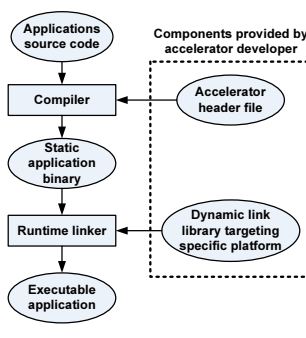 Applications
source code
Components provided by
accelerator developer
Compiler
Accelerator
header file
Static
application
binary
Runtime linker
Dynamic link
library targeting
specific platform
Executable
application